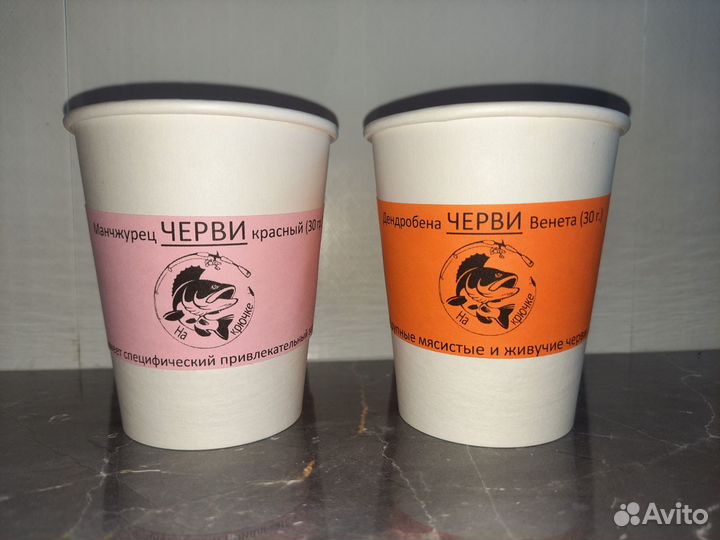 Манчжурец ЧЕРВИ красный (30
На крючке
специфический привлекательный
Дендробена ЧЕРВИ Венета (30 г.)
На крючке
мясистые и живучие
Avito